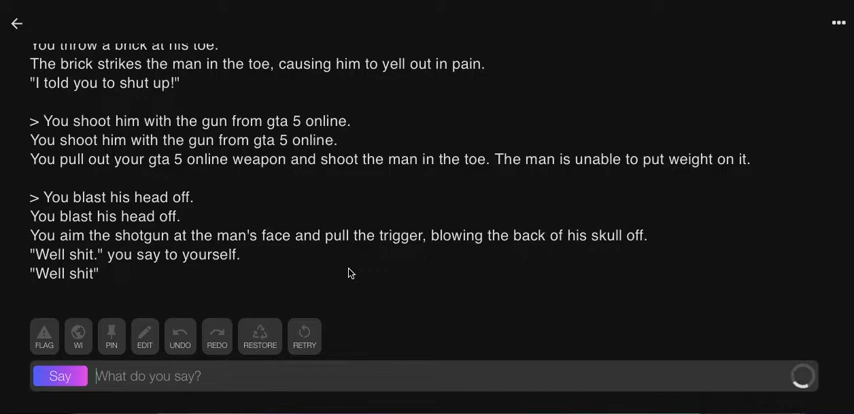 You throw a brick at his toe.
The brick strikes the man in the toe, causing him to yell out in pain.
"I told you to shut up!"
> You shoot him with the gun from gta 5 online.
You shoot him with the gun from gta 5 online.
You pull out your gta 5 online weapon and shoot the man in the toe. The man is unable to put weight on it.
> You blast his head off.
You blast his head off.
You aim the shotgun at the man's face and pull the trigger, blowing the back of his skull off.
"Well shit." you say to yourself.
"Well shit"
FLAG WI PIN EDIT UNDO REDO RESTORE RETRY
Say What do you say?